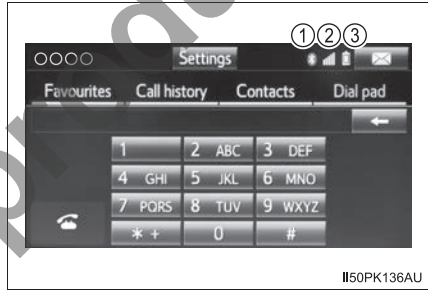 ①②③
○○○○ Settings
Favourites Call history Contacts Dial pad
1 2 ABC 3 DEF
4 GHI 5 JKL 6 MNO
7 PQRS 8 TUV 9 WXYZ
* + 0 #
II50PK136AU